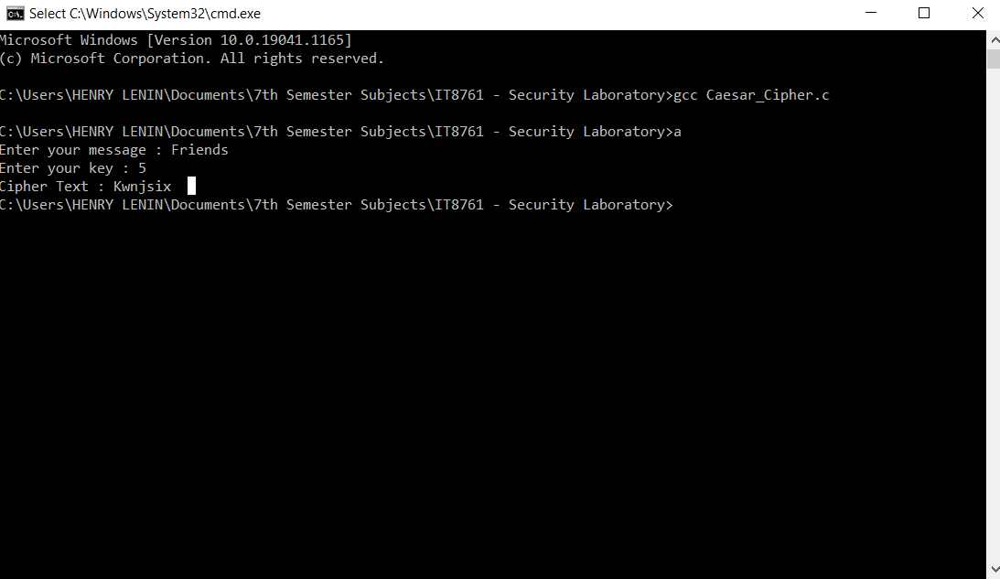 Select C:\Windows\System32\cmd.exe
Microsoft Windows [Version 10.0.19041.1165]
(c) Microsoft Corporation. All rights reserved.
C:\Users\HENRY LENIN\Documents\7th Semester Subjects\IT8761 - Security Laboratory>gcc Caesar_Cipher.c
C:\Users\HENRY LENIN\Documents\7th Semester Subjects\IT8761 - Security Laboratory>a
Enter your message : Friends
Enter your key : 5
Cipher Text : Kwnjsix
C:\Users\HENRY LENIN\Documents\7th Semester Subjects\IT8761 - Security Laboratory>